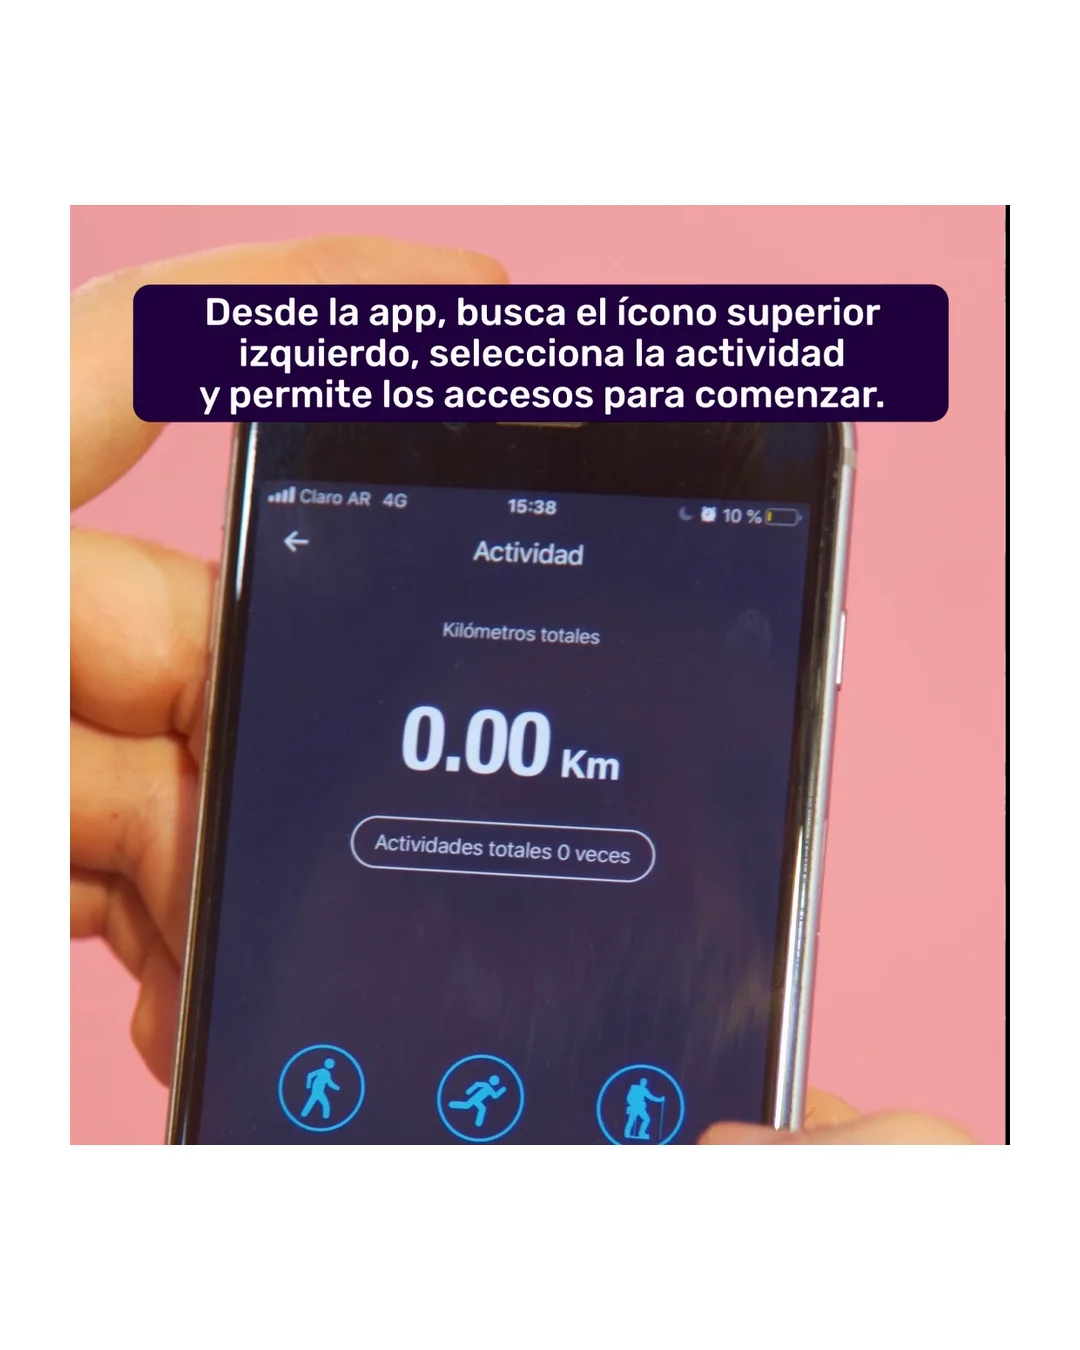 Desde la app, busca el ícono superior
izquierdo, selecciona la actividad
y permite los accesos para comenzar.
Claro AR 4G 15:38 10 %
Actividad
Kilómetros totales
0.00 Km
Actividades totales 0 veces